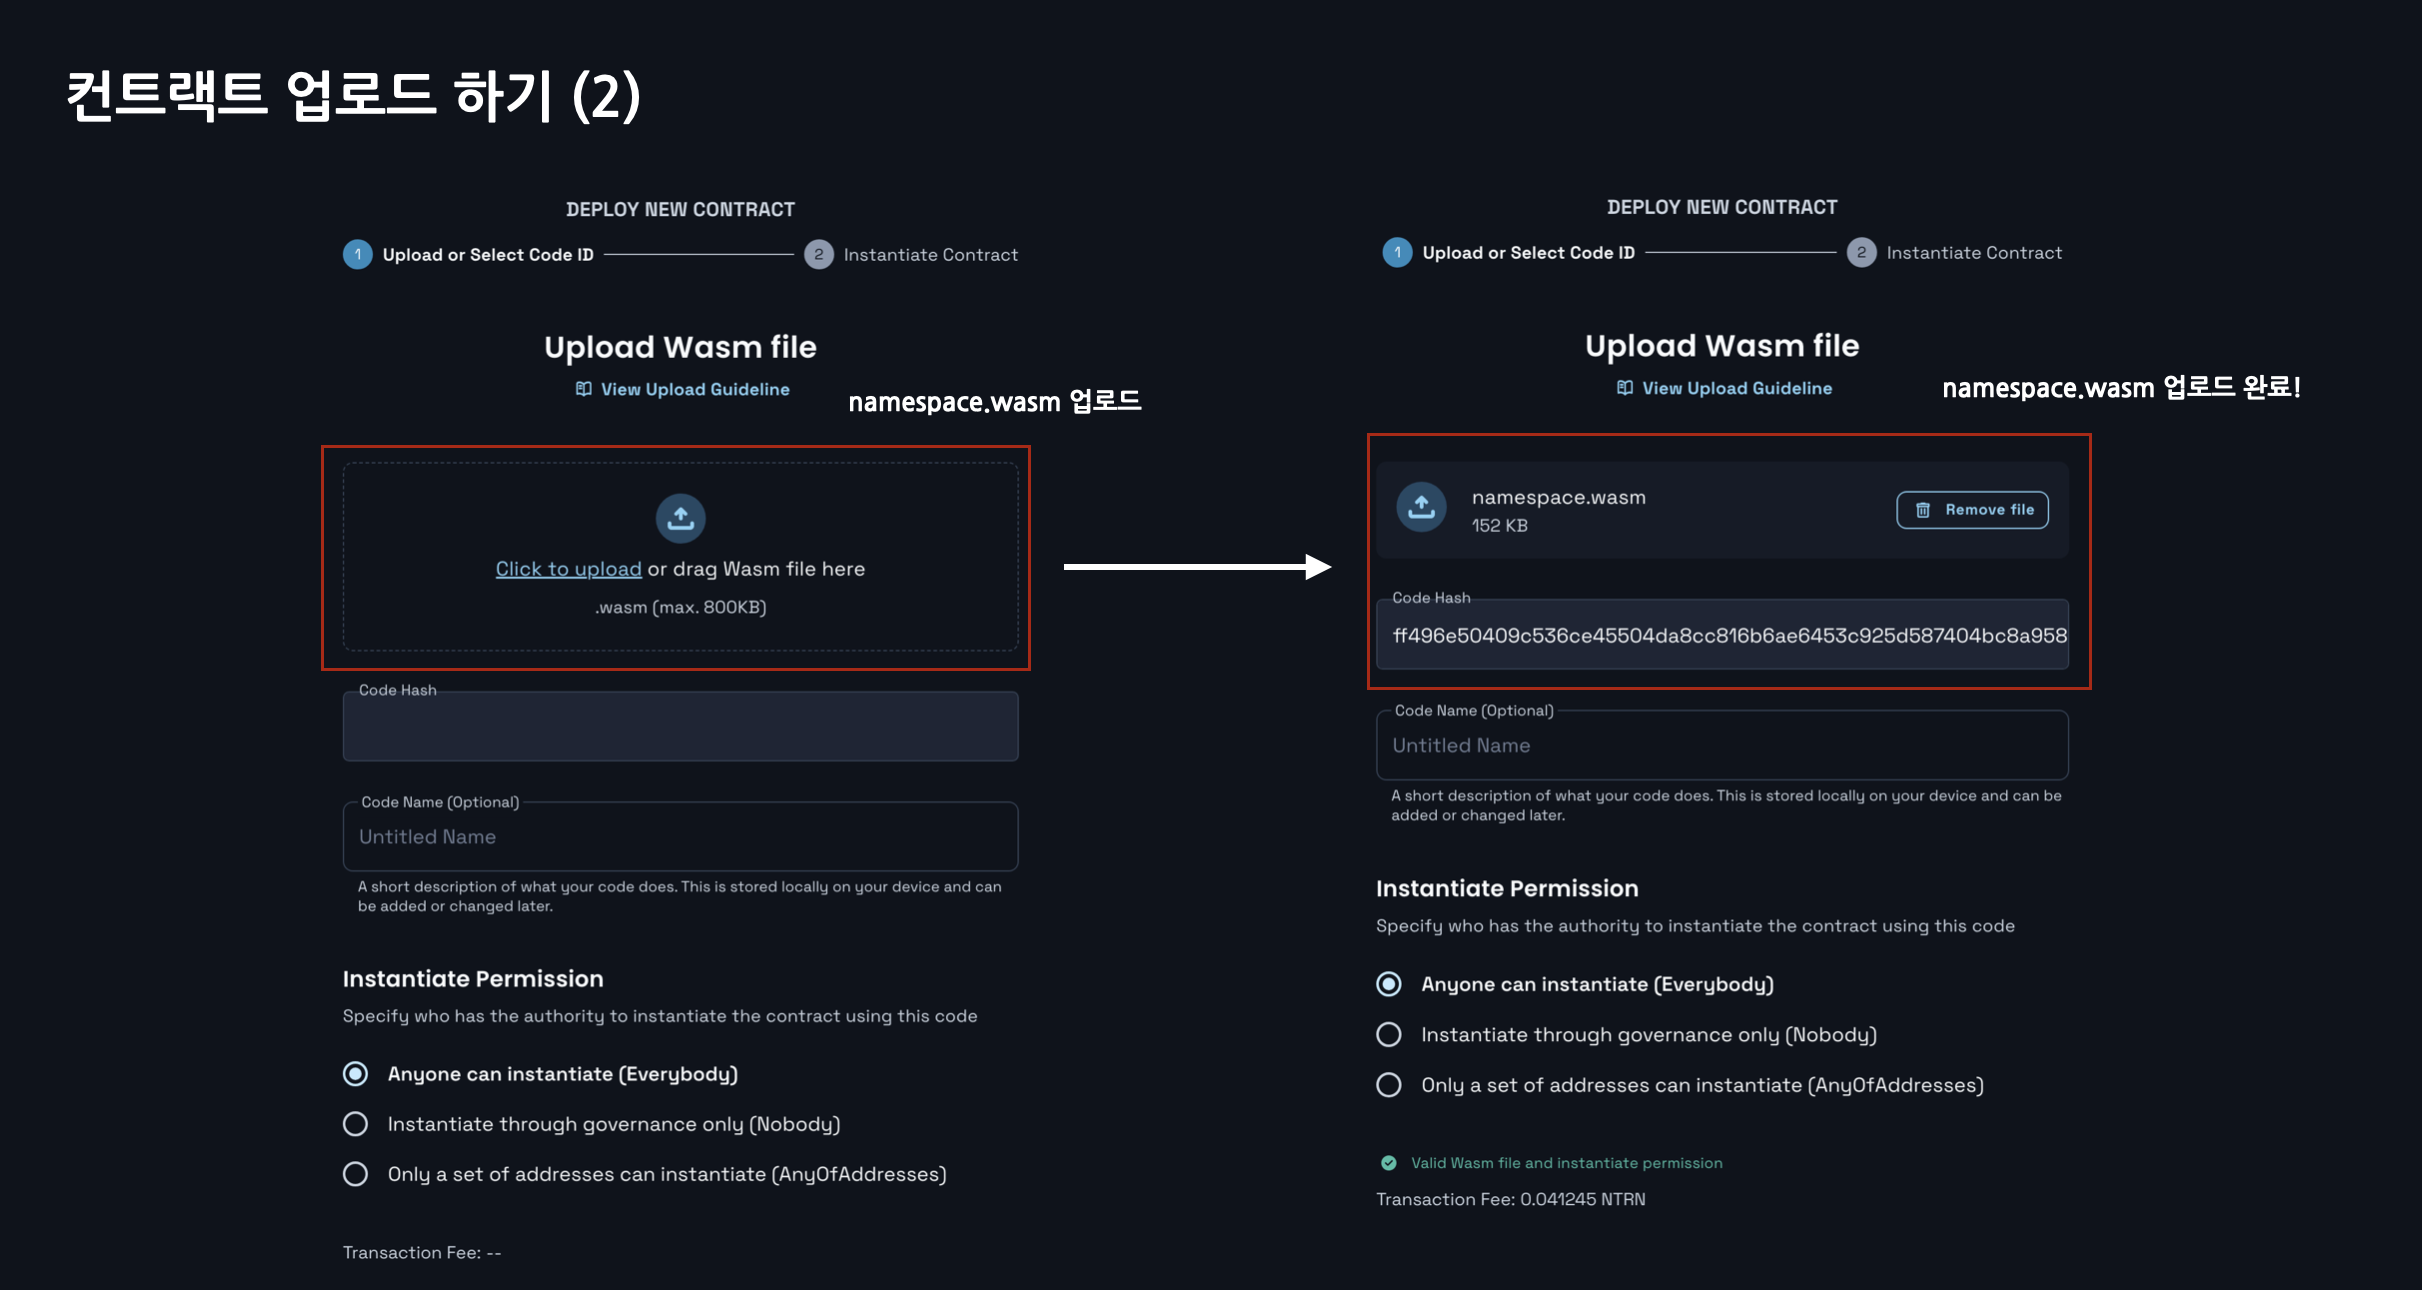 컨트랙트 업로드 하기 (2)
DEPLOY NEW CONTRACT
1 Upload or Select Code ID
2 Instantiate Contract
Upload Wasm file
View Upload Guideline
namespace.wasm 업로드
Click to upload or drag Wasm file here
.wasm (max. 800KB)
Code Hash
Code Name (Optional)
Untitled Name
A short description of what your code does. This is stored locally on your device and can
be added or changed later.
Instantiate Permission
Specify who has the authority to instantiate the contract using this code
Anyone can instantiate (Everybody)
Instantiate through governance only (Nobody)
Only a set of addresses can instantiate (AnyOfAddresses)
Transaction Fee: --
DEPLOY NEW CONTRACT
1 Upload or Select Code ID
2 Instantiate Contract
Upload Wasm file
View Upload Guideline
namespace.wasm 업로드 완료!
namespace.wasm
152 KB
Remove file
Code Hash
ff496e50409c536ce45504da8cc816b6ae6453c925d587404bc8a958
Code Name (Optional)
Untitled Name
A short description of what your code does. This is stored locally on your device and can be
added or changed later.
Instantiate Permission
Specify who has the authority to instantiate the contract using this code
Anyone can instantiate (Everybody)
Instantiate through governance only (Nobody)
Only a set of addresses can instantiate (AnyOfAddresses)
Valid Wasm file and instantiate permission
Transaction Fee: 0.041245 NTRN